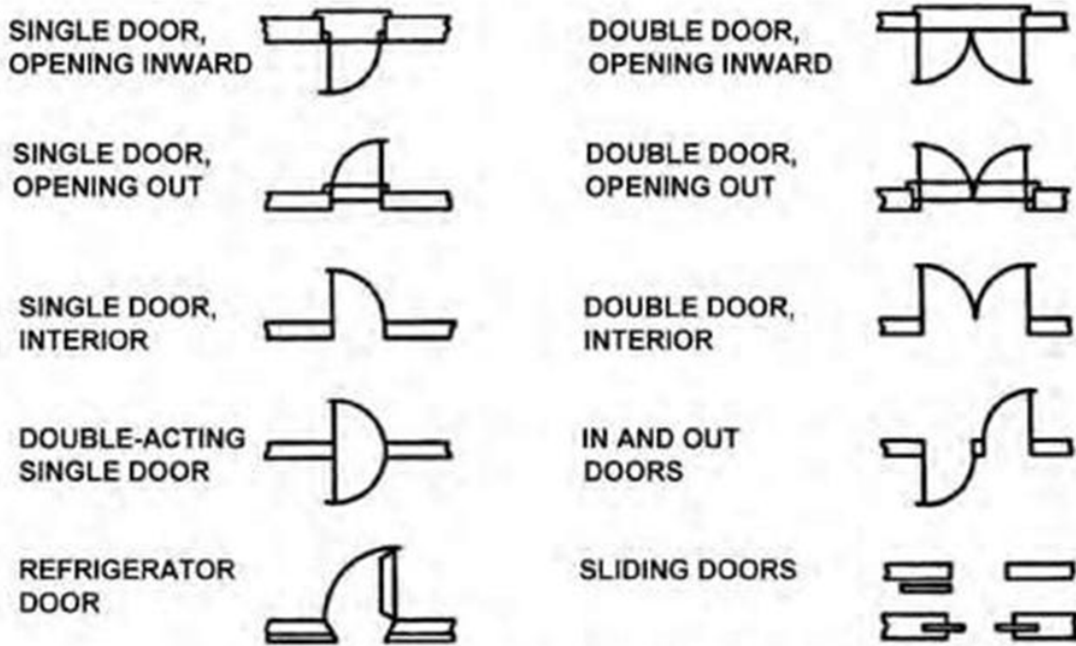 SINGLE DOOR,
OPENING INWARD
DOUBLE DOOR,
OPENING INWARD
SINGLE DOOR,
OPENING OUT
DOUBLE DOOR,
OPENING OUT
SINGLE DOOR,
INTERIOR
DOUBLE DOOR,
INTERIOR
DOUBLE-ACTING
SINGLE DOOR
IN AND OUT
DOORS
REFRIGERATOR
DOOR
SLIDING DOORS